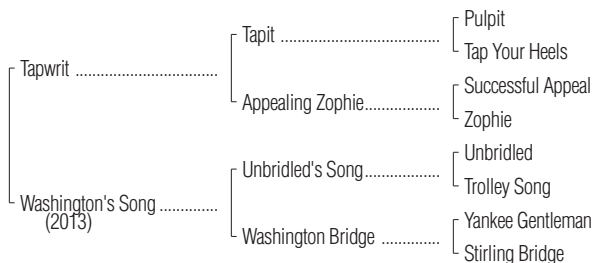 Pulpit
Tapit ........................................
Tap Your Heels
Tapwrit ....................................
Successful Appeal
Appealing Zophie...................
Zophie
Unbridled
Unbridled's Song...................
Trolley Song
Washington's Song ...............
(2013)
Yankee Gentleman
Washington Bridge ...............
Stirling Bridge